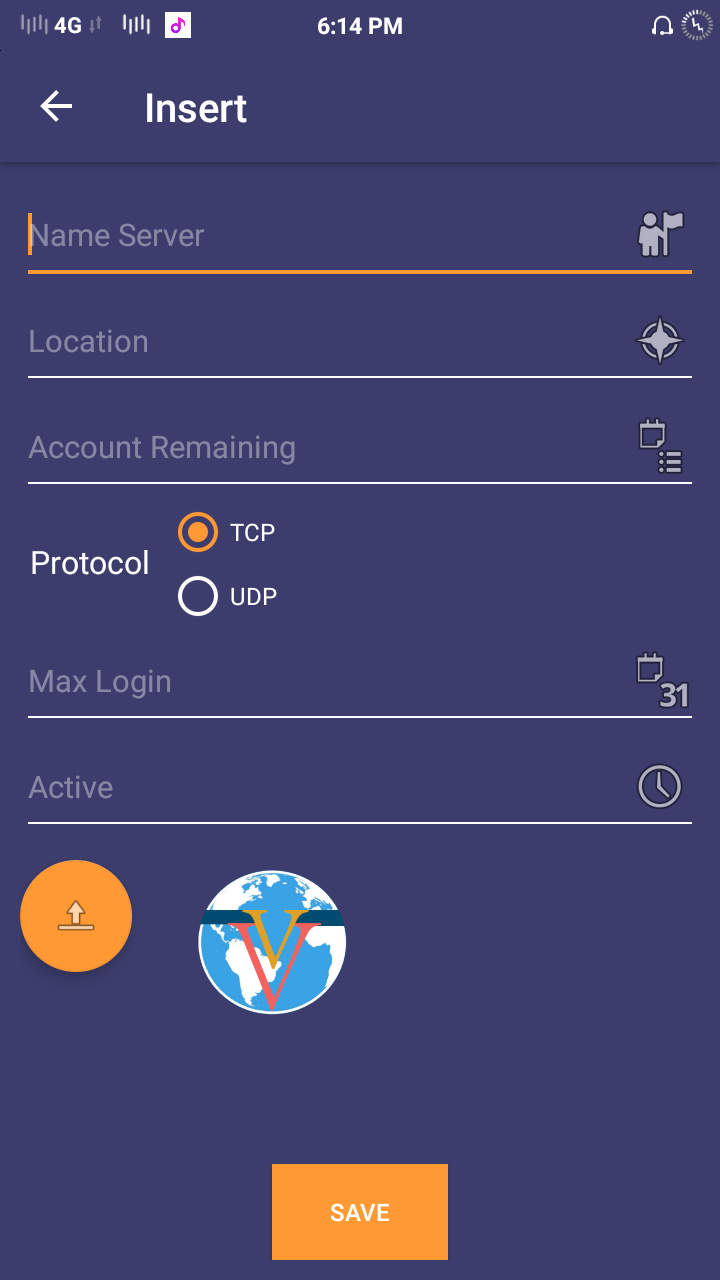 4G 6:14 PM
Insert
Name Server
Location
Account Remaining
Protocol
TCP
UDP
Max Login
31
Active
V
V
SAVE